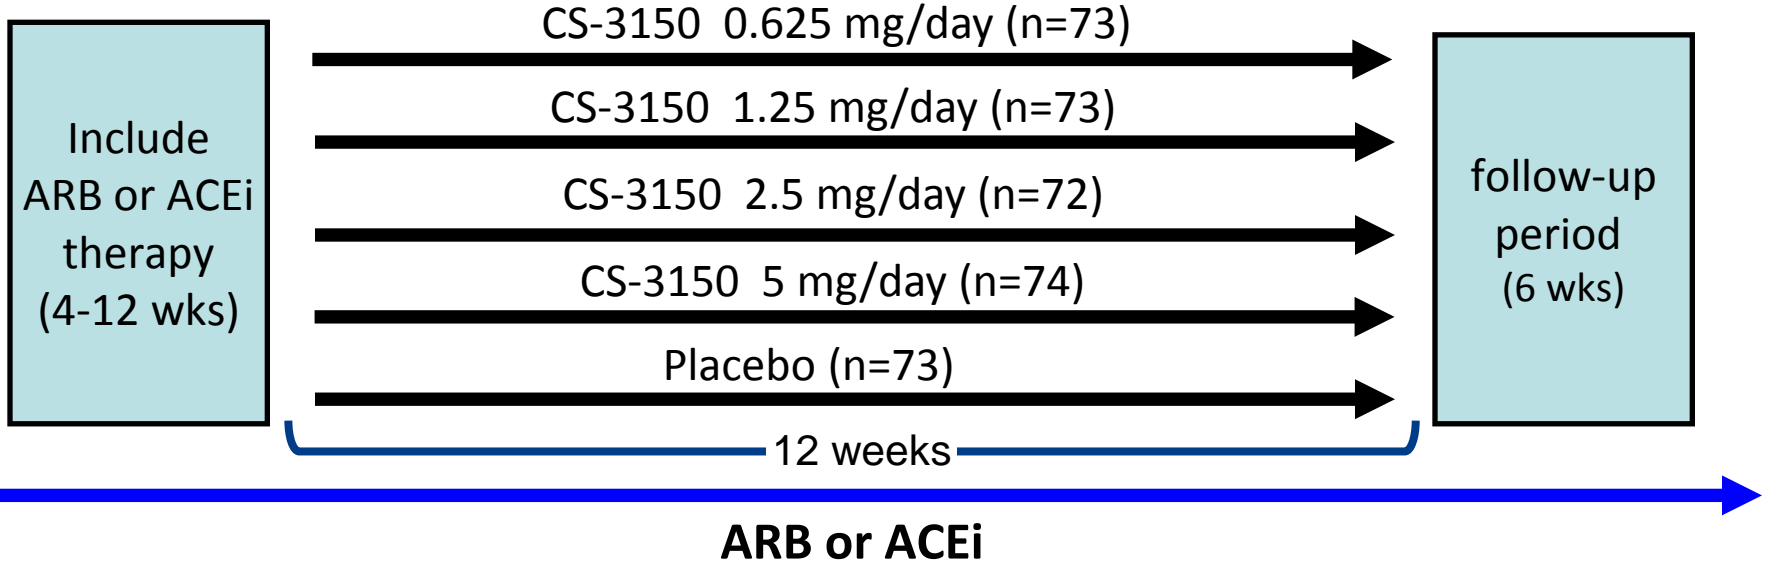 Include
ARB or ACEi
therapy
(4-12 wks)
CS-3150  0.625 mg/day (n=73)
CS-3150  1.25 mg/day (n=73)
CS-3150  2.5 mg/day (n=72)
CS-3150  5 mg/day (n=74)
Placebo (n=73)
12 weeks
follow-up
period
(6 wks)
ARB or ACEi